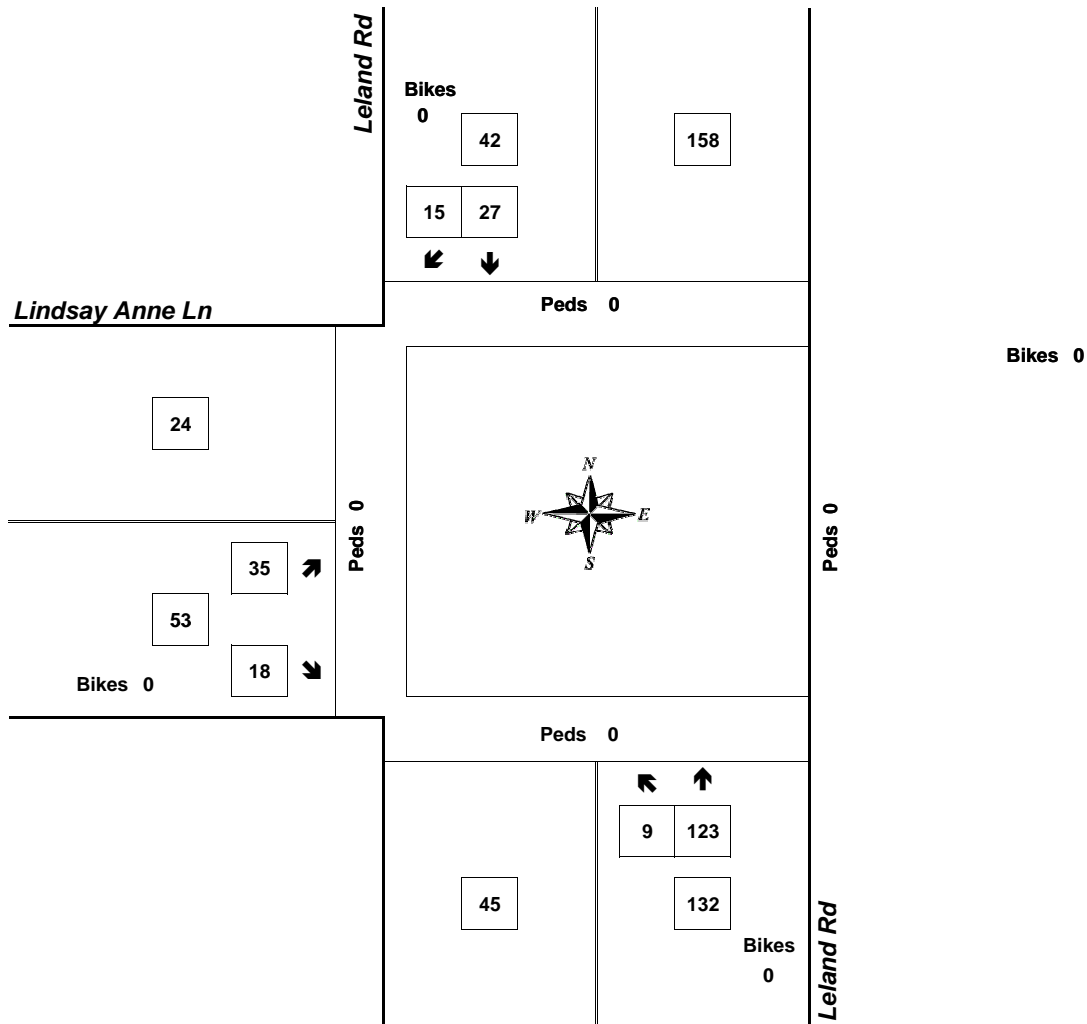 Leland Rd
Bikes
0
42
158
15 27
Lindsay Anne Ln
Peds 0
Bikes 0
24
N
W E
S
Peds 0
Peds 0
35
53
18
Bikes 0
Peds 0
9 123
45
132
Bikes
0
Leland Rd